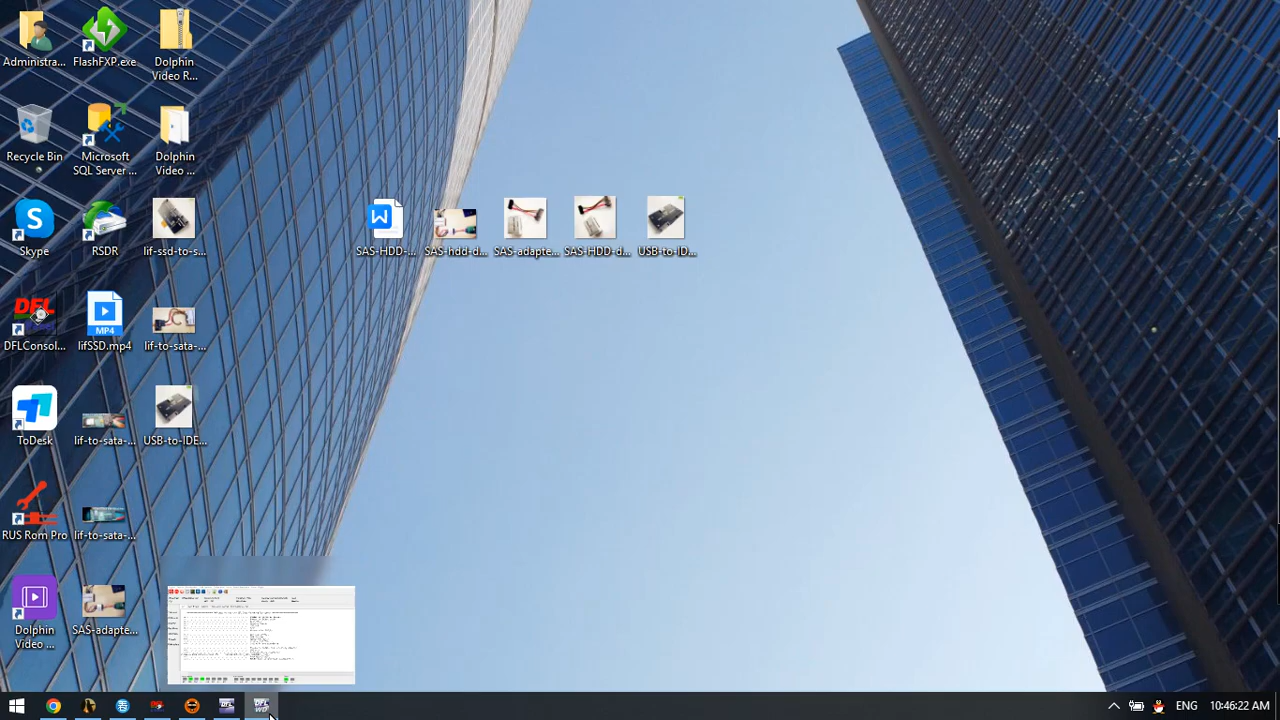 Administra...
FlashFXP.exe
Dolphin
Video R...
Recycle Bin
Microsoft
SQL Server ...
Dolphin
Video ...
Skype
RSDR
lif-ssd-to-s...
SAS-HDD-...
SAS-hdd-d...
SAS-adapte...
SAS-HDD-d...
USB-to-ID...
DFL
DFLConsol...
MP4
lifSSD.mp4
lif-to-sata-...
ToDesk
lif-to-sata-...
USB-to-IDE...
RUS Rom Pro
lif-to-sata-...
Dolphin
Video ...
SAS-adapte...
ENG
10:46:22 AM